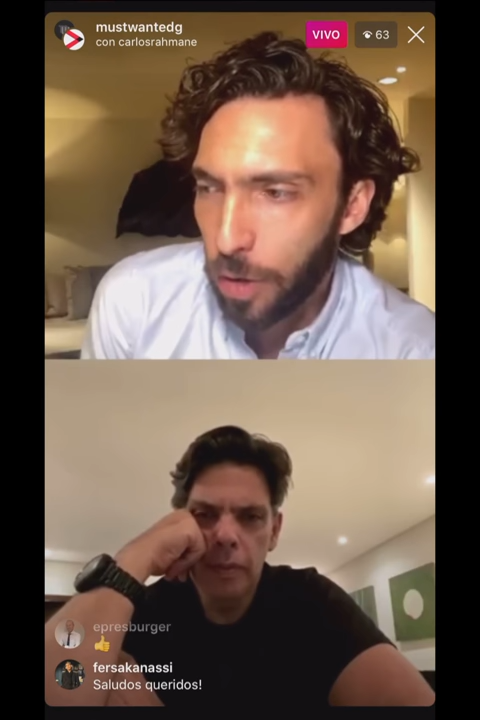 mustwantedg
con carlosrahmane
VIVO
63
epresburger
👍
fersakanassi
Saludos queridos!